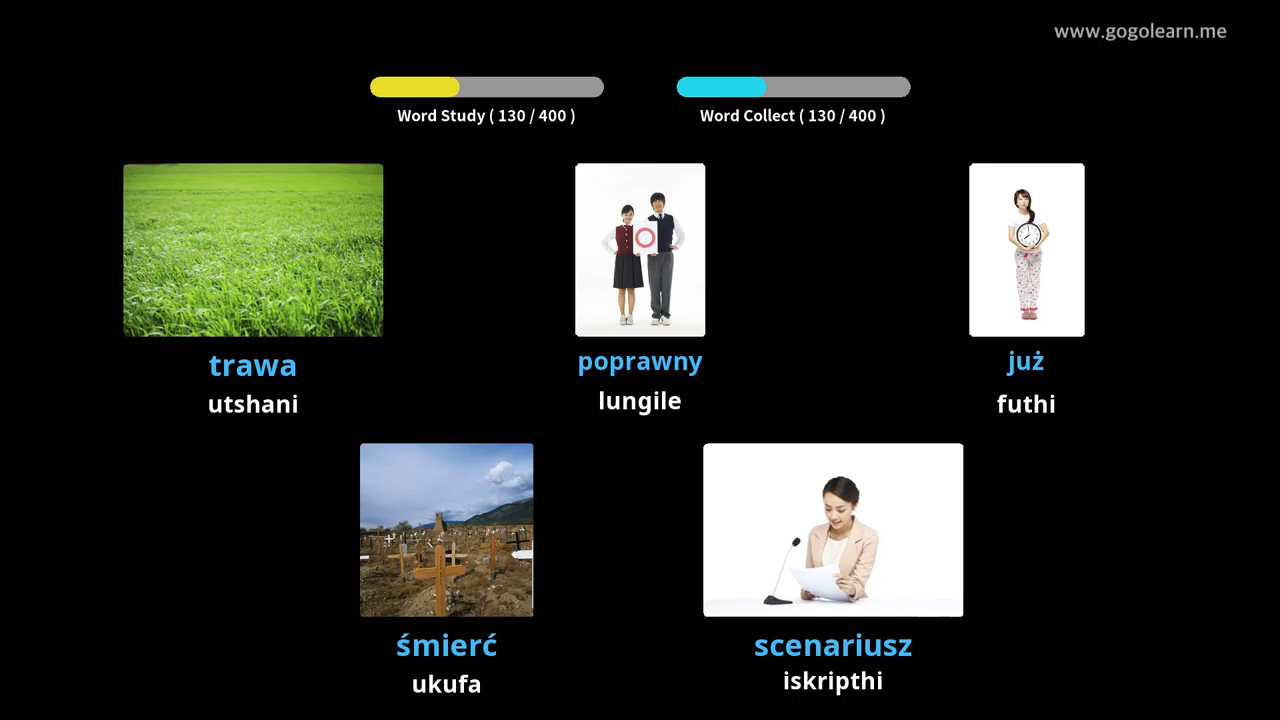 www.gogolearn.me
Word Study ( 130 / 400 )
Word Collect ( 130 / 400 )
trawa
utshani
poprawny
lungile
już
futhi
śmierć
ukufa
scenariusz
iskripthi